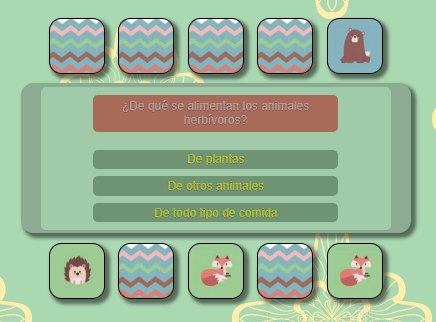 ¿De qué se alimentan los animales
herbívoros?
De plantas
De otros animales
De todo tipo de comida